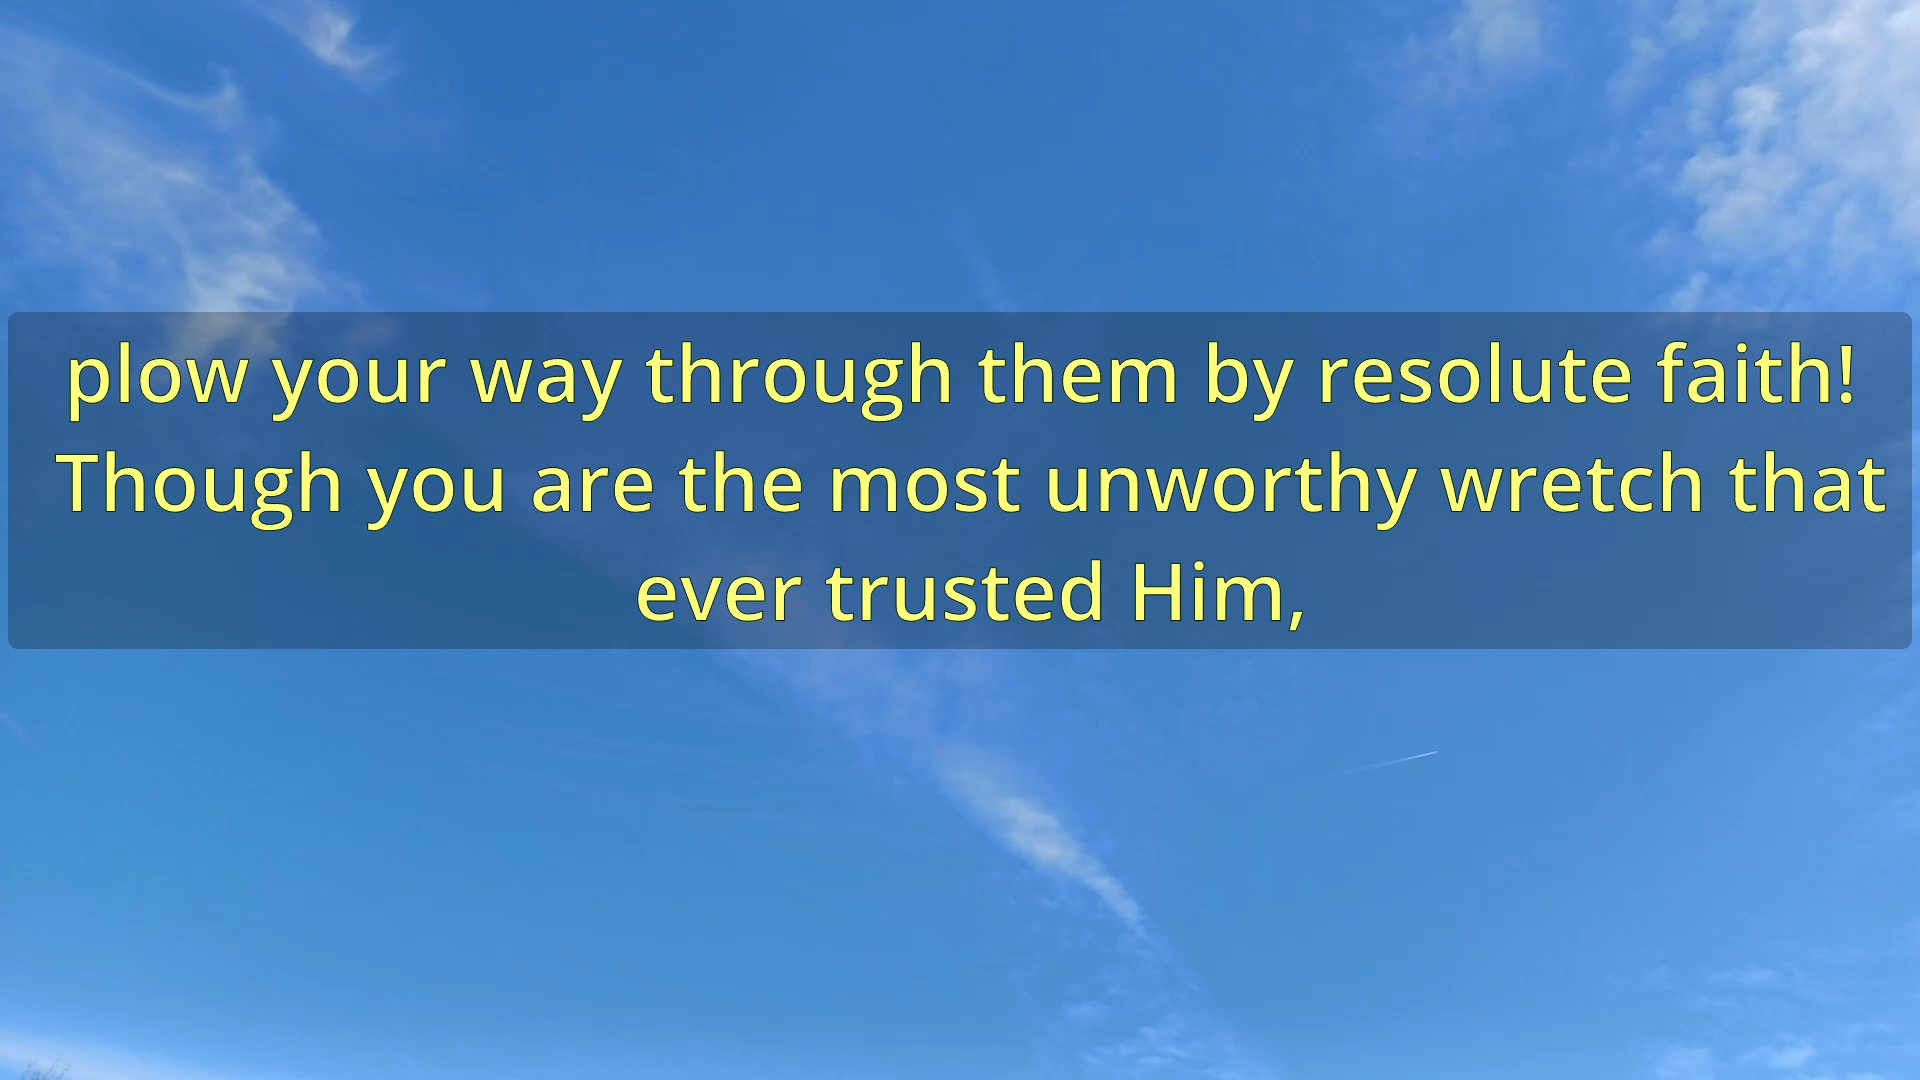 plow your way through them by resolute faith!
Though you are the most unworthy wretch that
ever trusted Him,